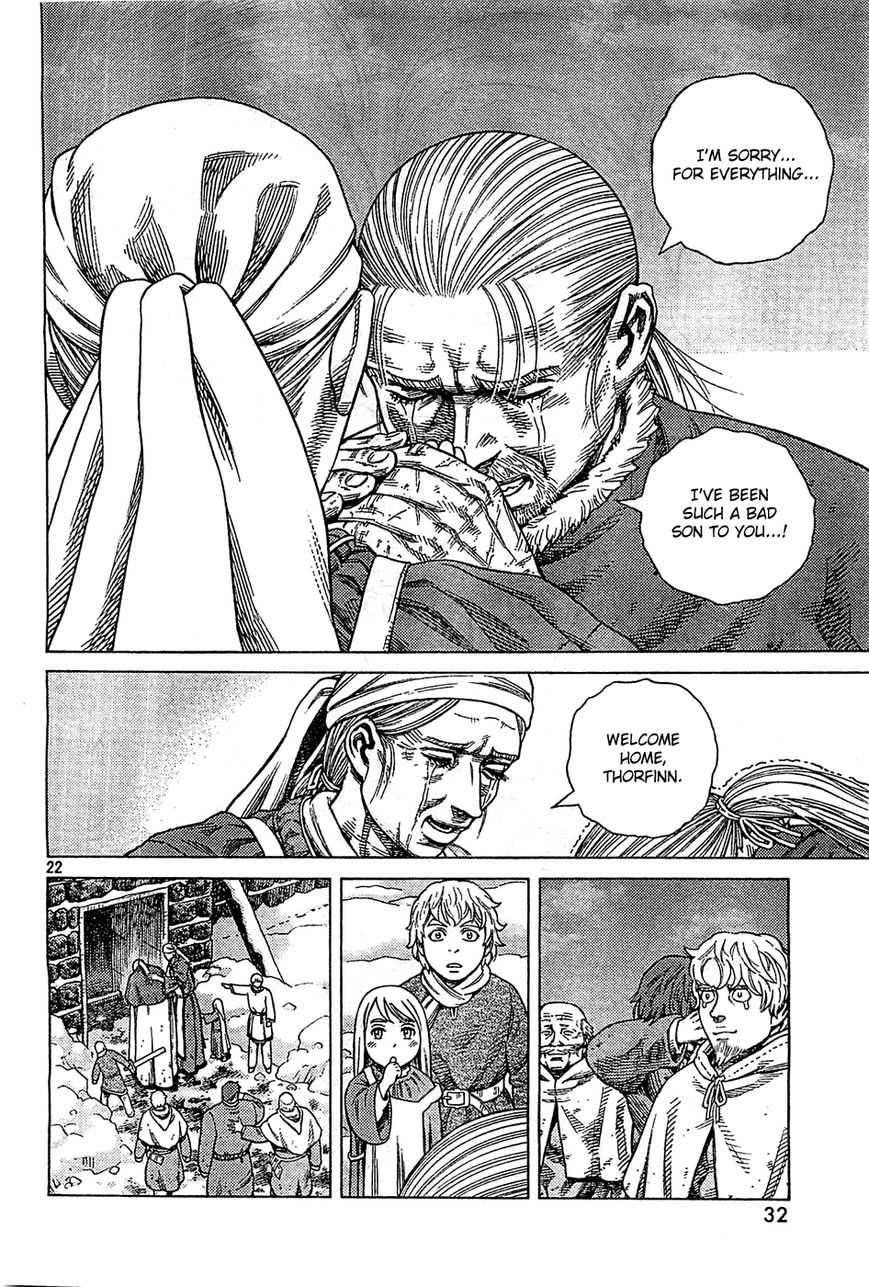 I'M SORRY...
FOR EVERYTHING...
I'VE BEEN
SUCH A BAD
SON TO YOU...!
WELCOME
HOME,
THORFINN.
22
32